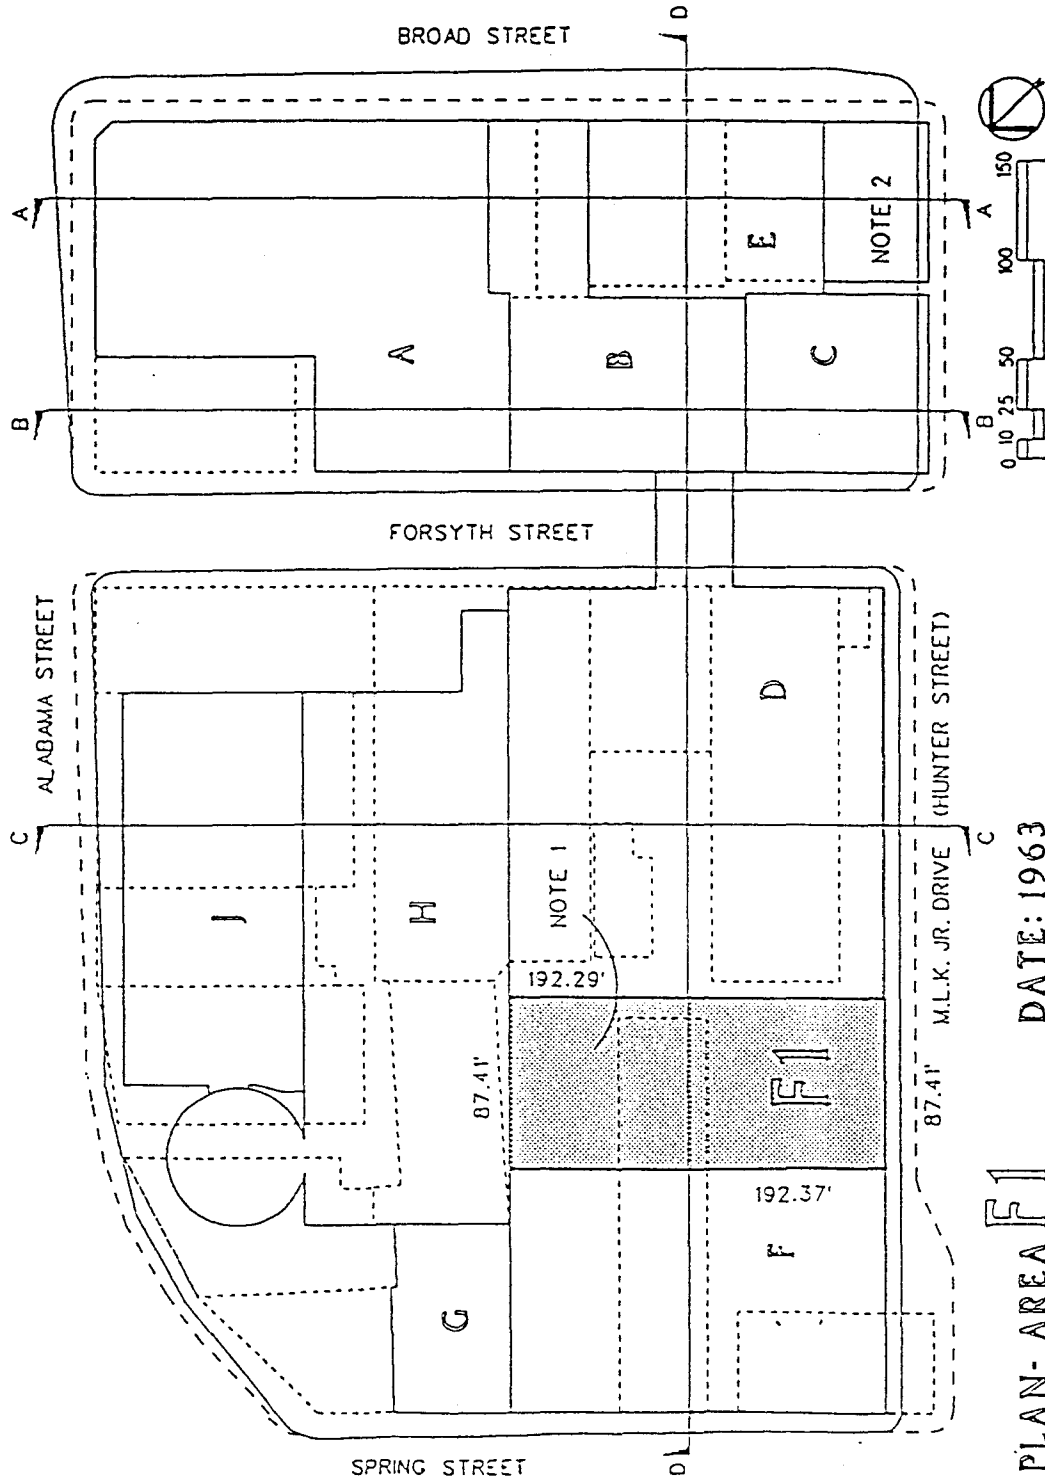 BROAD STREET
D
A
A
NOTE 2
E
A
B
C
B
B
0 10 25 50 100 150
FORSYTH STREET
ALABAMA STREET
C
C
J
H
NOTE 1
D
192.29'
87.41'
F1
87.41'
192.37'
M.L.K. JR. DRIVE (HUNTER STREET)
G
F
D
SPRING STREET
PLAN- AREA F1 DATE: 1963